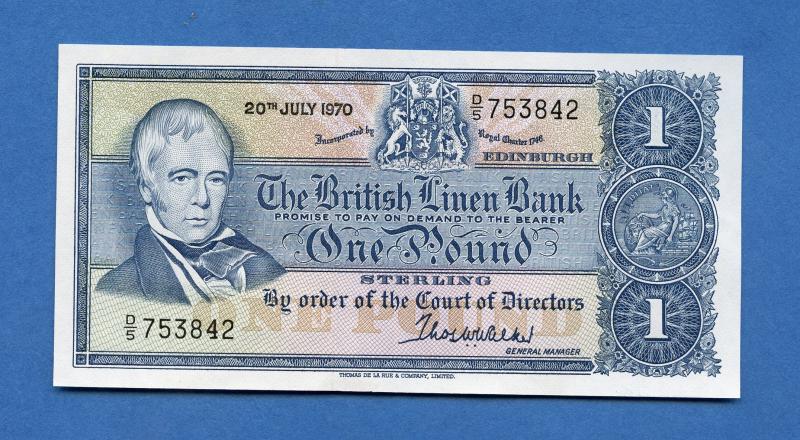 20TH JULY 1970
D/5 753842
Incorporated by Royal Charter 1746.
EDINBURGH
1
The British Linen Bank
PROMISE TO PAY ON DEMAND TO THE BEARER
One Pound
STERLING
By order of the Court of Directors
D/5 753842
ONE POUND
GENERAL MANAGER
1
THOMAS DE LA RUE & COMPANY, LIMITED.